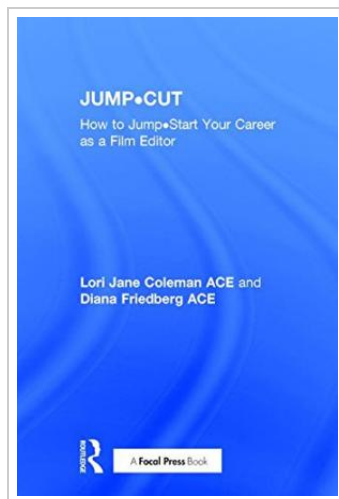 JUMP•CUT
How to Jump•Start Your Career
as a Film Editor
Lori Jane Coleman ACE and
Diana Friedberg ACE
ROUTLEDGE
A Focal Press Book